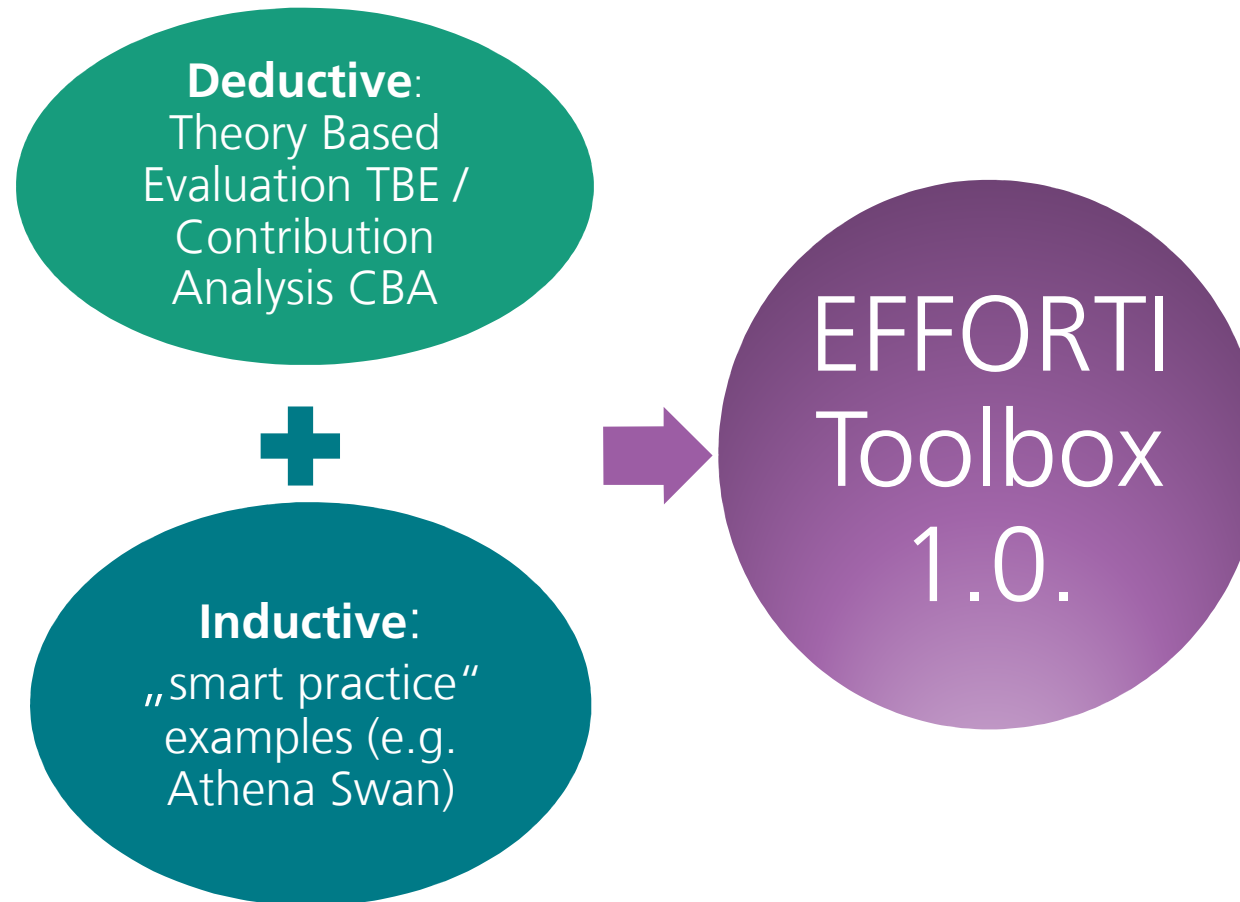 Deductive:
Theory Based
Evaluation TBE /
Contribution
Analysis CBA
Inductive:
„smart practice“
examples (e.g.
Athena Swan)
EFFORTI
Toolbox
1.0.